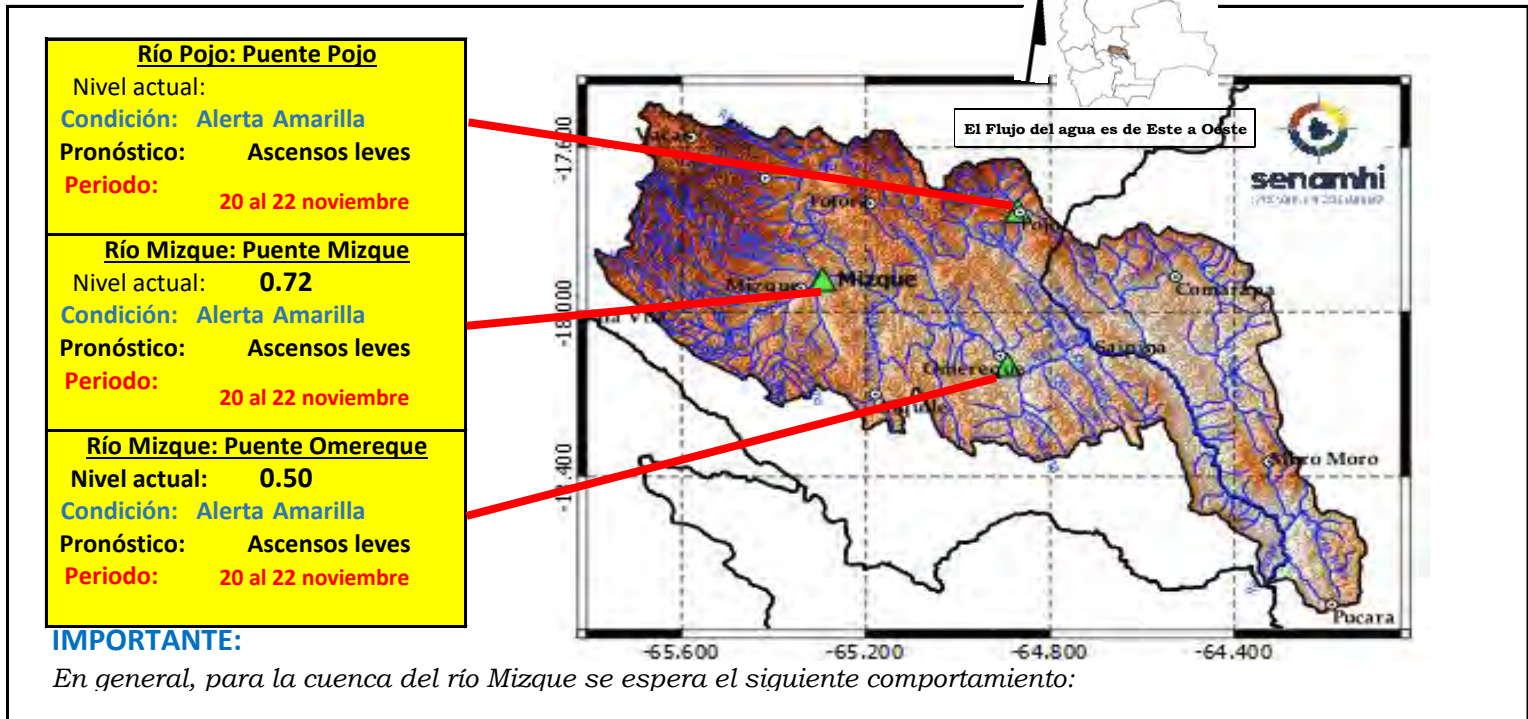 Río Pojo: Puente Pojo
Nivel actual:
Condición: Alerta Amarilla
Pronóstico: Ascensos leves
Periodo:
20 al 22 noviembre
Río Mizque: Puente Mizque
Nivel actual: 0.72
Condición: Alerta Amarilla
Pronóstico: Ascensos leves
Periodo:
20 al 22 noviembre
Río Mizque: Puente Omereque
Nivel actual: 0.50
Condición: Alerta Amarilla
Pronóstico: Ascensos leves
Periodo: 20 al 22 noviembre
El Flujo del agua es de Este a Oeste
senamhi
Pojo
Mizque
Mizque
Comarapa
Saipina
Omereque
Moro Moro
Pucara
-65.600
-65.200
-64.800
-64.400
IMPORTANTE:
En general, para la cuenca del río Mizque se espera el siguiente comportamiento: